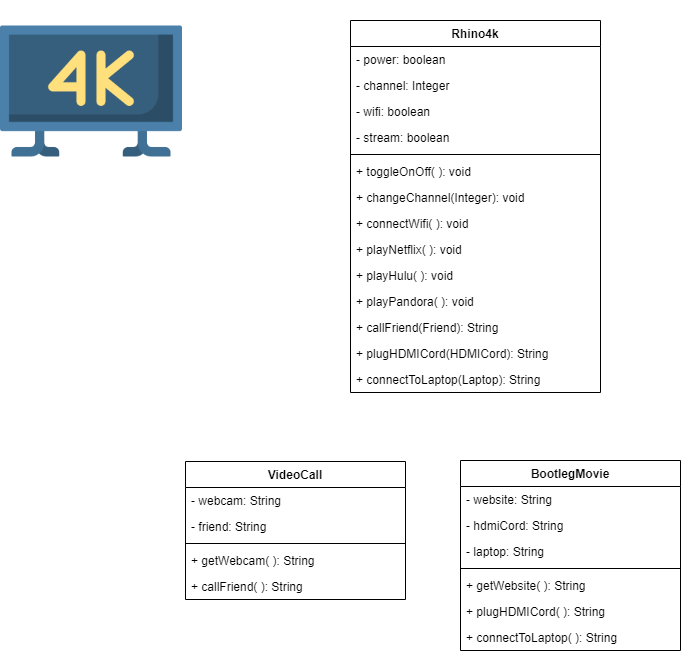 4K
Rhino4k
- power: boolean
- channel: Integer
- wifi: boolean
- stream: boolean
+ toggleOnOff( ): void
+ changeChannel(Integer): void
+ connectWifi( ): void
+ playNetflix( ): void
+ playHulu( ): void
+ playPandora( ): void
+ callFriend(Friend): String
+ plugHDMICord(HDMICord): String
+ connectToLaptop(Laptop): String
VideoCall
- webcam: String
- friend: String
+ getWebcam( ): String
+ callFriend( ): String
BootlegMovie
- website: String
- hdmiCord: String
- laptop: String
+ getWebsite( ): String
+ plugHDMICord( ): String
+ connectToLaptop( ): String